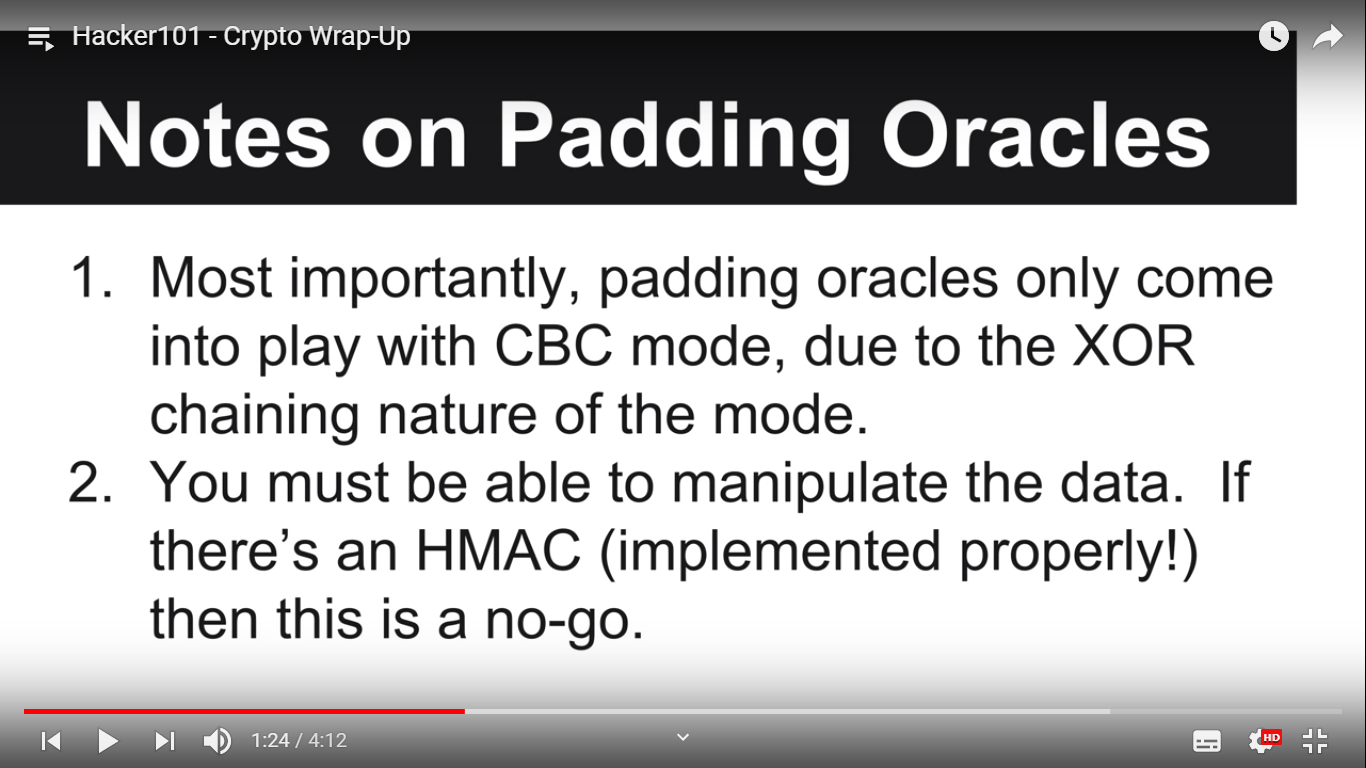 Hacker101 - Crypto Wrap-Up
Notes on Padding Oracles
1. Most importantly, padding oracles only come
into play with CBC mode, due to the XOR
chaining nature of the mode.
2. You must be able to manipulate the data.  If
there’s an HMAC (implemented properly!)
then this is a no-go.
1:24 / 4:12
HD